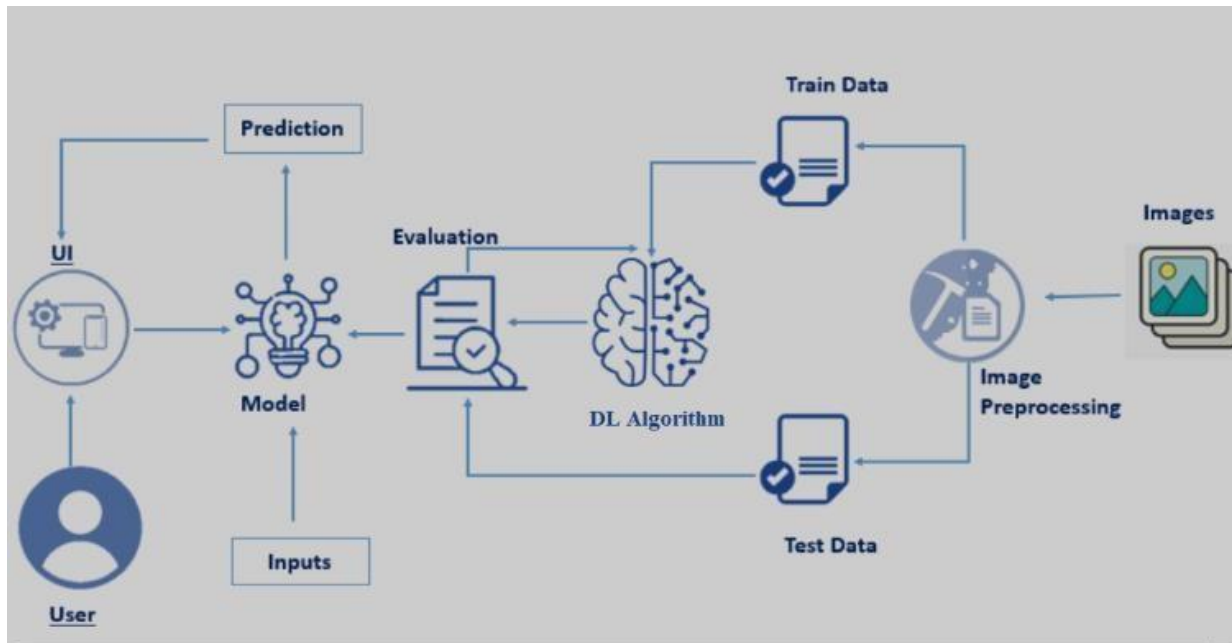 Train Data
Prediction
Images
Evaluation
UI
Image
Preprocessing
Model
DL Algorithm
Test Data
Inputs
User